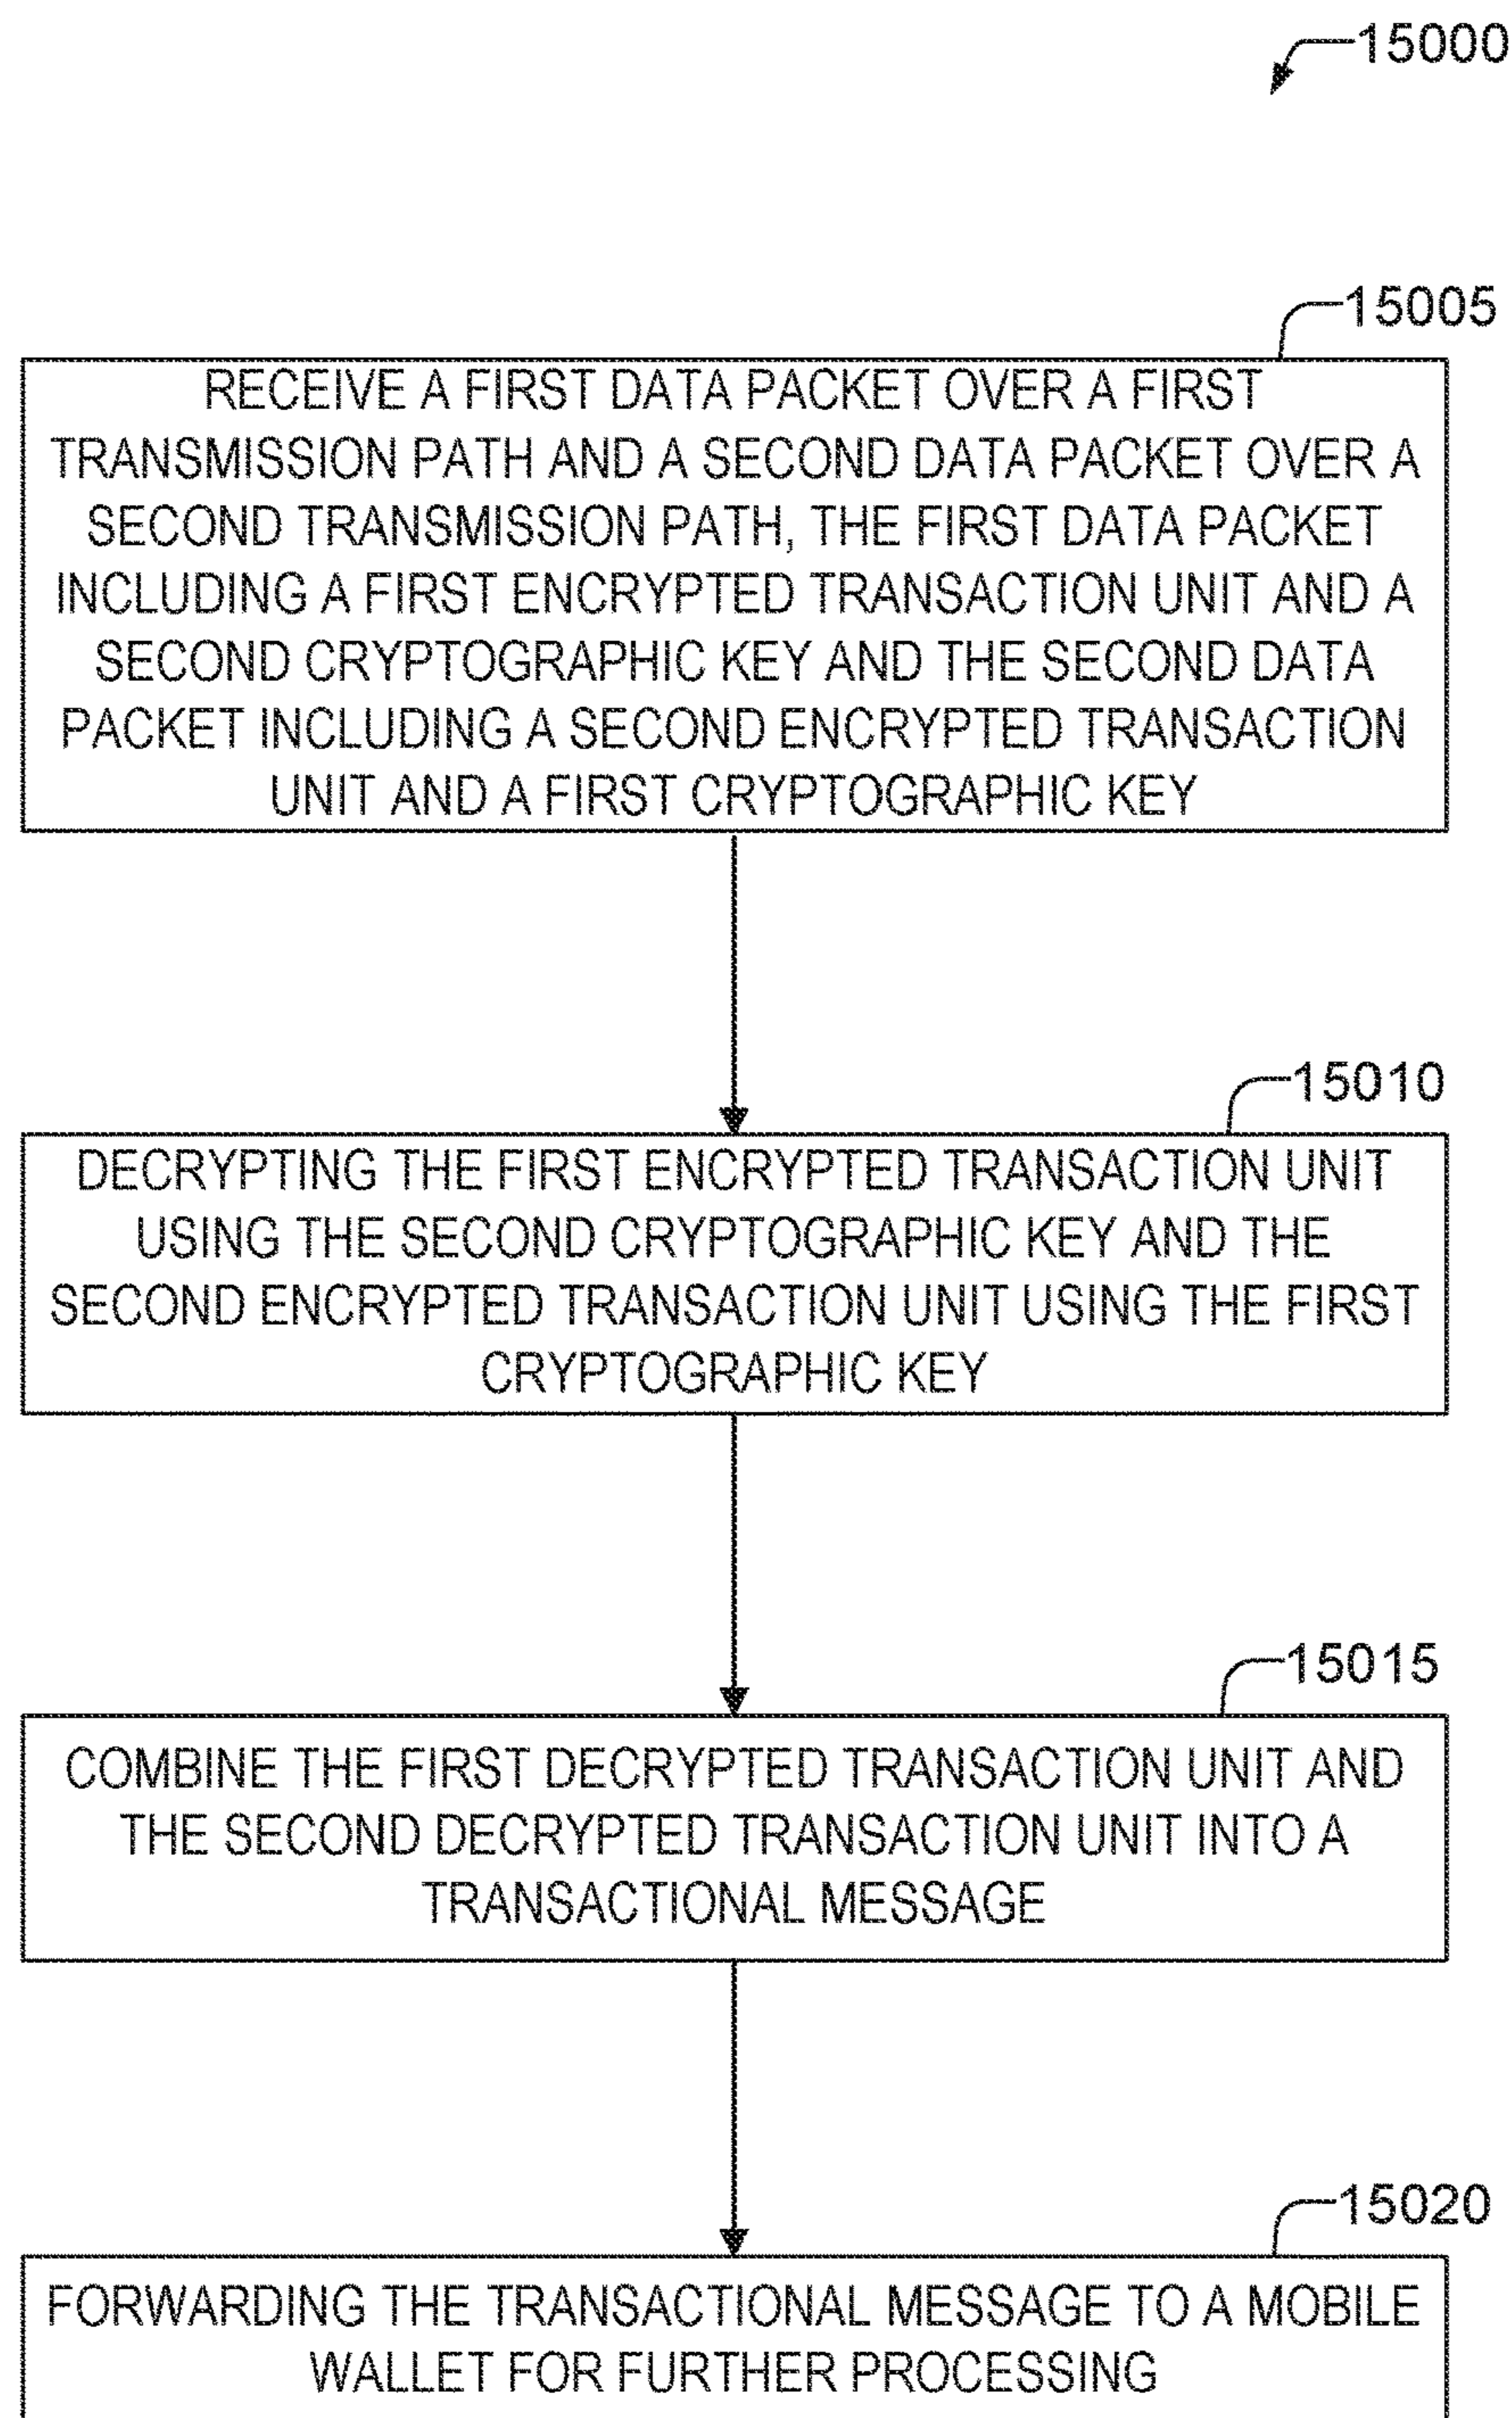 15000
15005
RECEIVE A FIRST DATA PACKET OVER A FIRST
TRANSMISSION PATH AND A SECOND DATA PACKET OVER A
SECOND TRANSMISSION PATH, THE FIRST DATA PACKET
INCLUDING A FIRST ENCRYPTED TRANSACTION UNIT AND A
SECOND CRYPTOGRAPHIC KEY AND THE SECOND DATA
PACKET INCLUDING A SECOND ENCRYPTED TRANSACTION
UNIT AND A FIRST CRYPTOGRAPHIC KEY
15010
DECRYPTING THE FIRST ENCRYPTED TRANSACTION UNIT
USING THE SECOND CRYPTOGRAPHIC KEY AND THE
SECOND ENCRYPTED TRANSACTION UNIT USING THE FIRST
CRYPTOGRAPHIC KEY
15015
COMBINE THE FIRST DECRYPTED TRANSACTION UNIT AND
THE SECOND DECRYPTED TRANSACTION UNIT INTO A
TRANSACTIONAL MESSAGE
15020
FORWARDING THE TRANSACTIONAL MESSAGE TO A MOBILE
WALLET FOR FURTHER PROCESSING